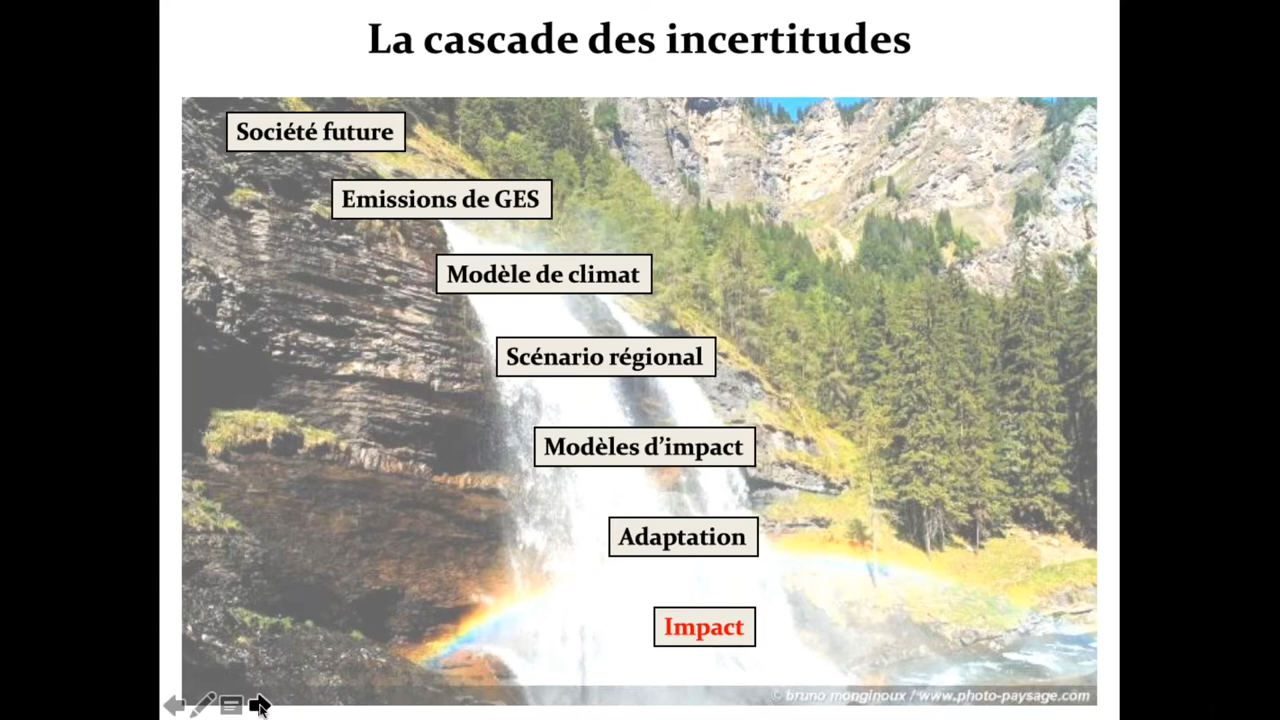 La cascade des incertitudes
Société future
Emissions de GES
Modèle de climat
Scénario régional
Modèles d’impact
Adaptation
Impact
© bruno monginoux / www.photo-paysage.com